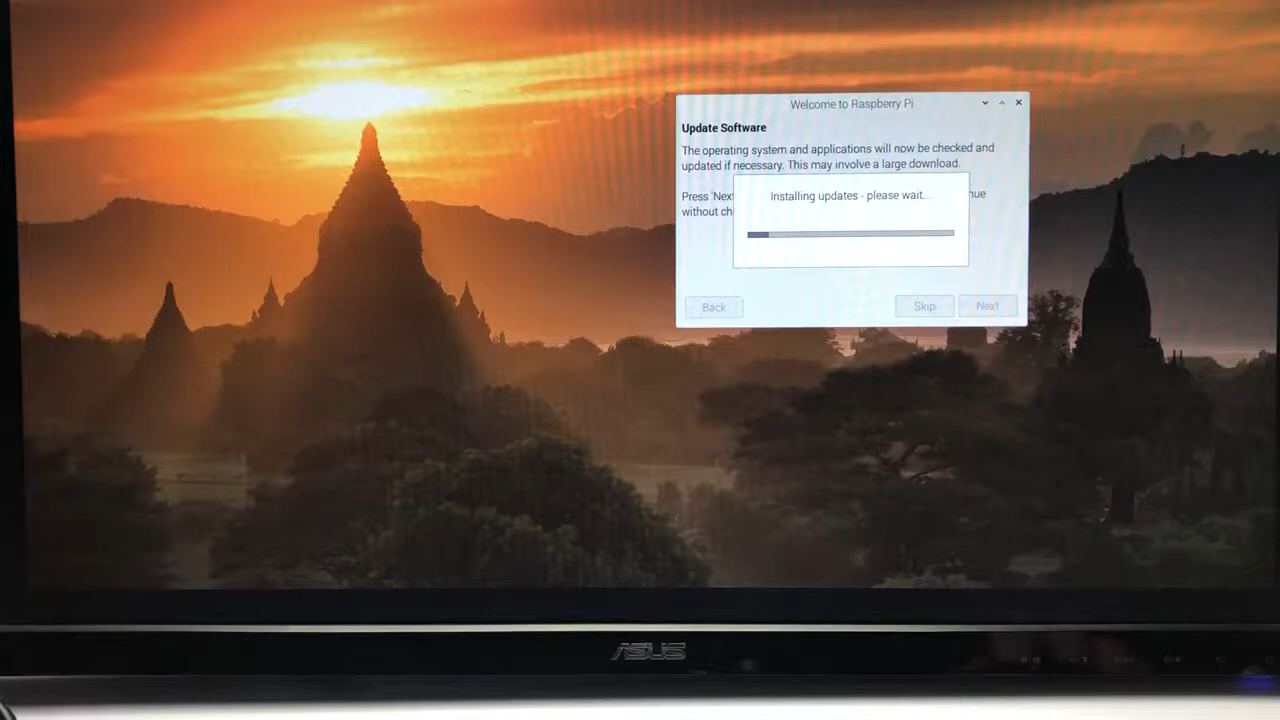 Welcome to Raspberry Pi
Update Software
The operating system and applications will now be checked and
updated if necessary. This may involve a large download.
Press 'Nex
nue
without ch
Installing updates - please wait...
Back
Skip
Next
ASUS